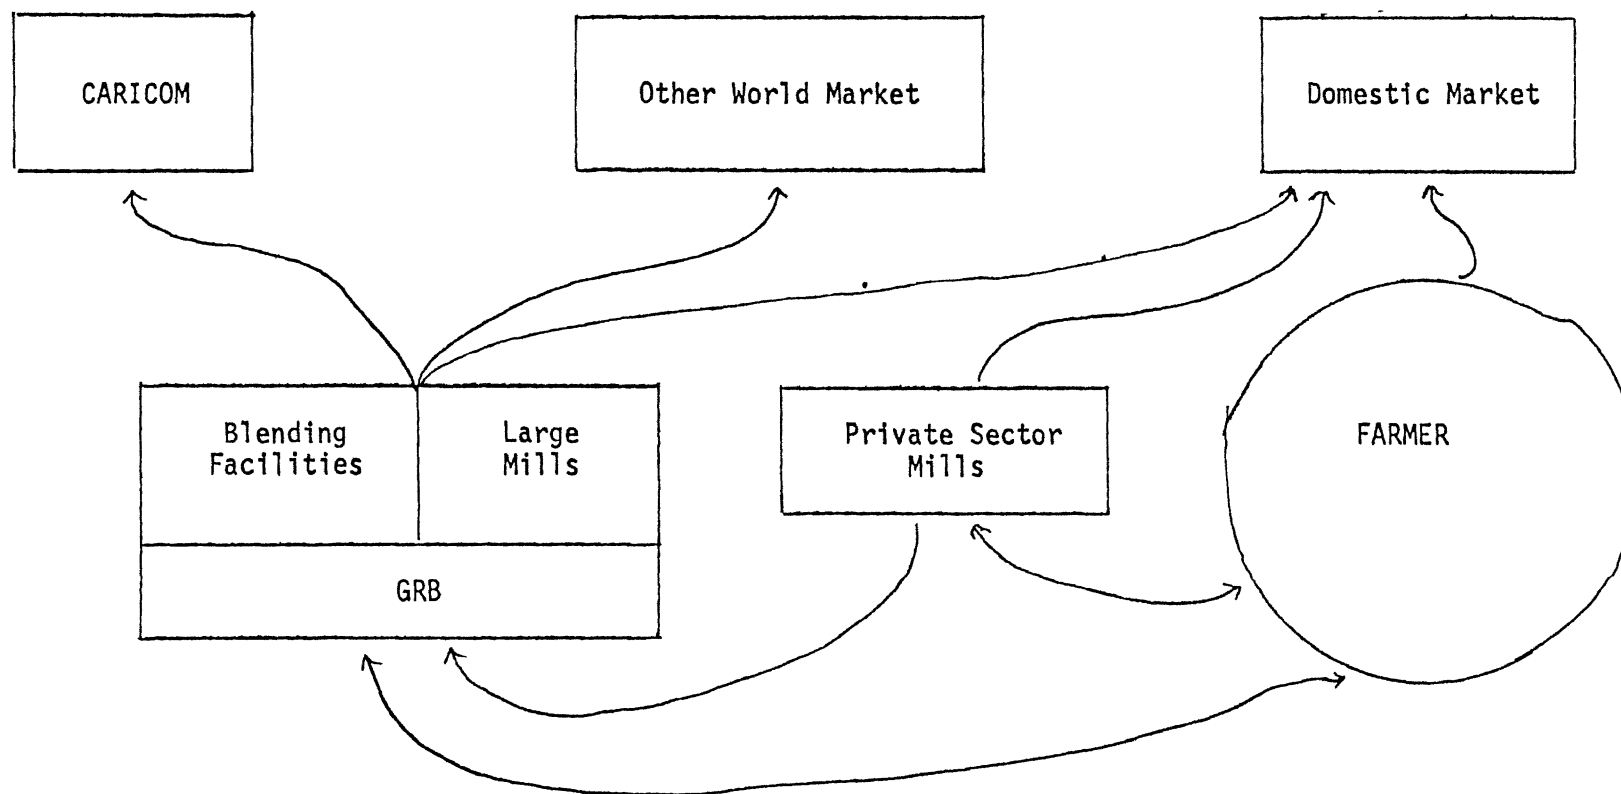 CARICOM
Other World Market
Domestic Market
Blending
Facilities
Large
Mills
Private Sector
Mills
FARMER
GRB